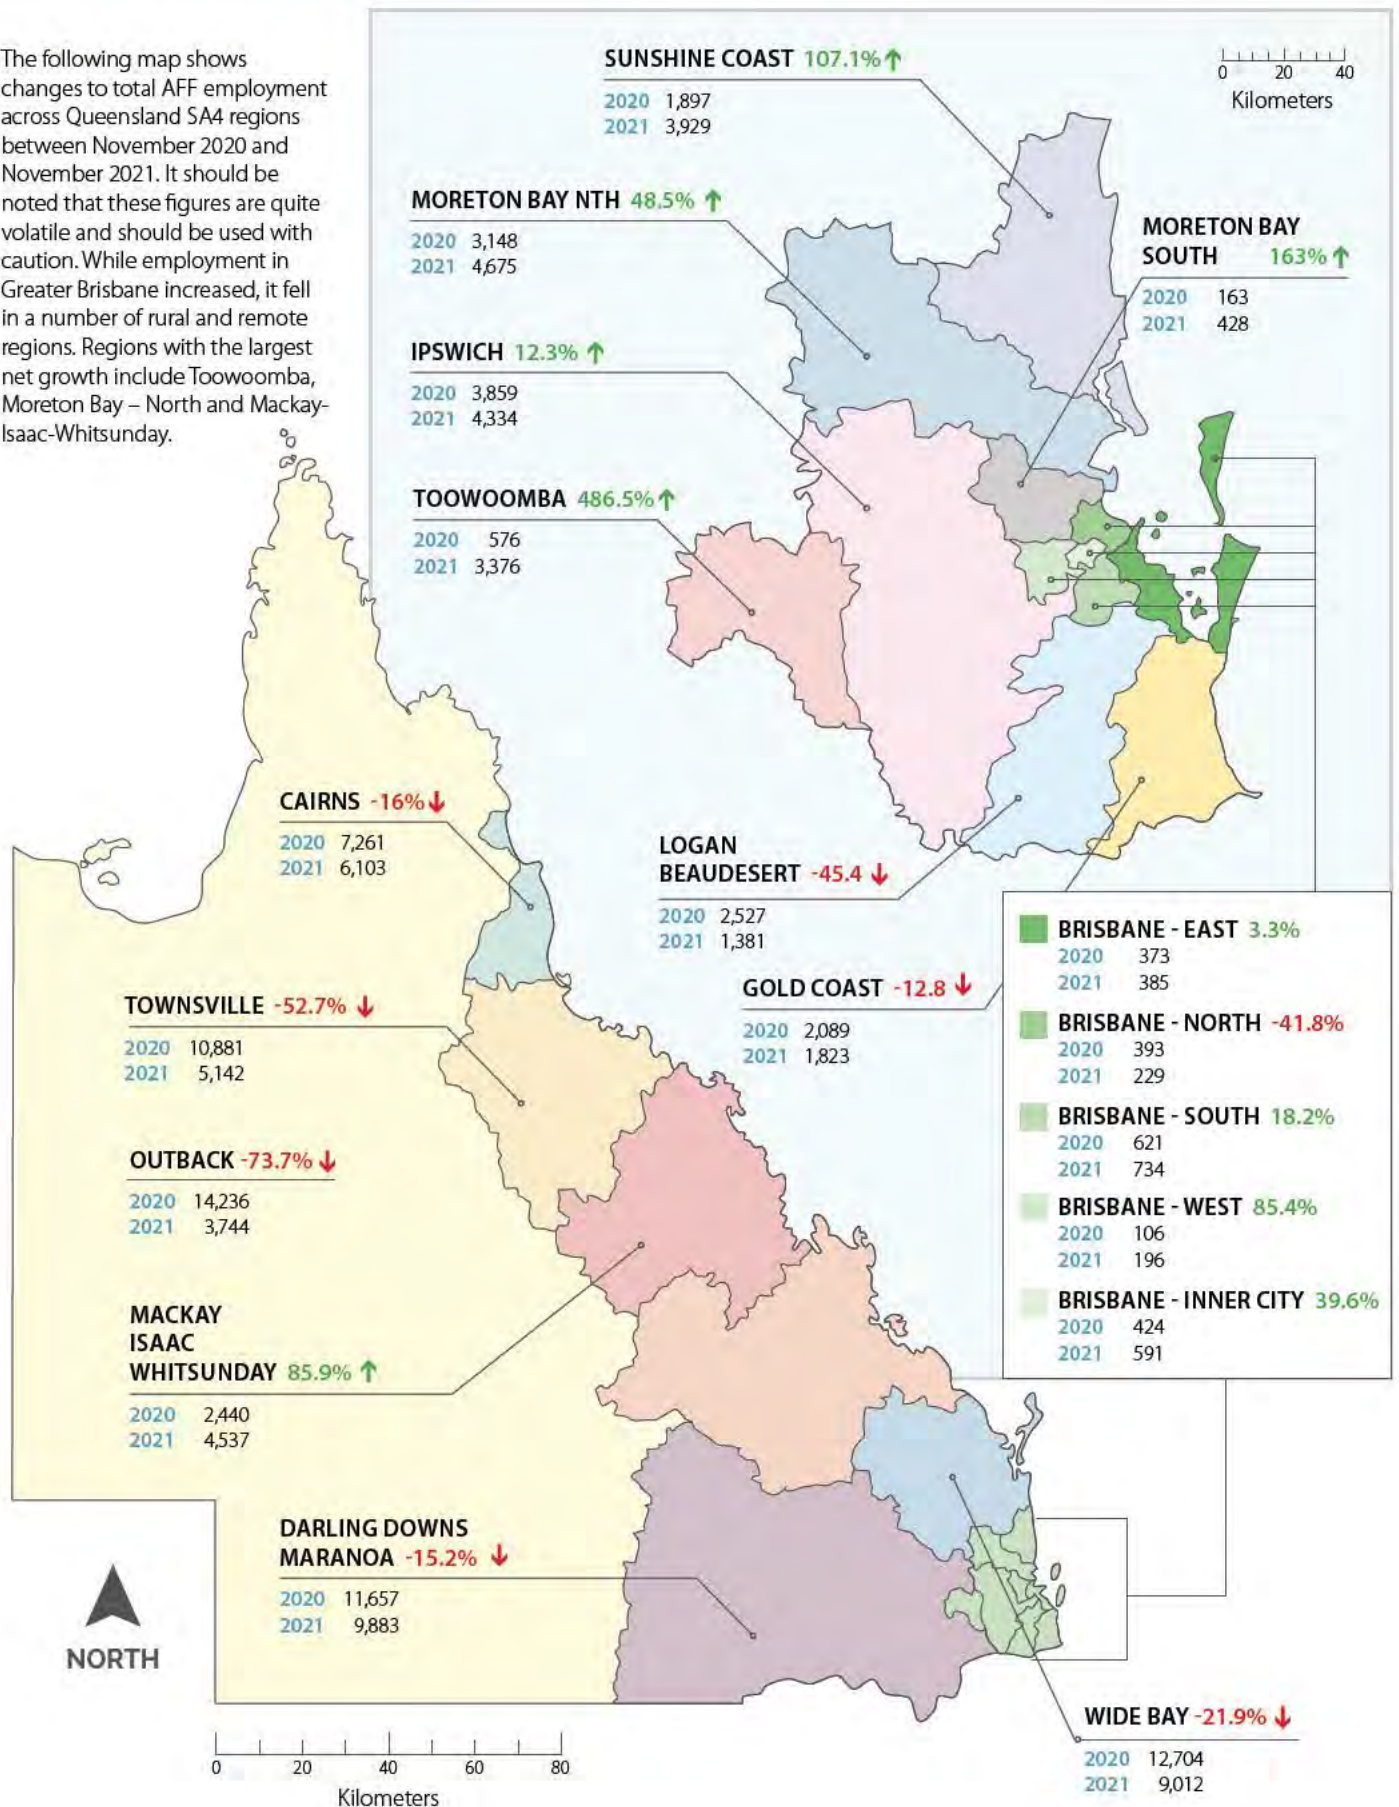 The following map shows
changes to total AFF employment
across Queensland SA4 regions
between November 2020 and
November 2021. It should be
noted that these figures are quite
volatile and should be used with
caution. While employment in
Greater Brisbane increased, it fell
in a number of rural and remote
regions. Regions with the largest
net growth include Toowoomba,
Moreton Bay – North and Mackay-
Isaac-Whitsunday.
SUNSHINE COAST 107.1%
2020 1,897
2021 3,929
0 20 40
Kilometers
MORETON BAY NTH 48.5%
2020 3,148
2021 4,675
MORETON BAY
SOUTH 163%
2020 163
2021 428
IPSWICH 12.3%
2020 3,859
2021 4,334
TOOWOOMBA 486.5%
2020 576
2021 3,376
CAIRNS -16%
2020 7,261
2021 6,103
LOGAN
BEAUDESERT -45.4
2020 2,527
2021 1,381
GOLD COAST -12.8
2020 2,089
2021 1,823
BRISBANE - EAST 3.3%
2020 373
2021 385
BRISBANE - NORTH -41.8%
2020 393
2021 229
BRISBANE - SOUTH 18.2%
2020 621
2021 734
BRISBANE - WEST 85.4%
2020 106
2021 196
BRISBANE - INNER CITY 39.6%
2020 424
2021 591
TOWNSVILLE -52.7%
2020 10,881
2021 5,142
OUTBACK -73.7%
2020 14,236
2021 3,744
MACKAY
ISAAC
WHITSUNDAY 85.9%
2020 2,440
2021 4,537
DARLING DOWNS
MARANOA -15.2%
2020 11,657
2021 9,883
NORTH
WIDE BAY -21.9%
2020 12,704
2021 9,012
0 20 40 60 80
Kilometers